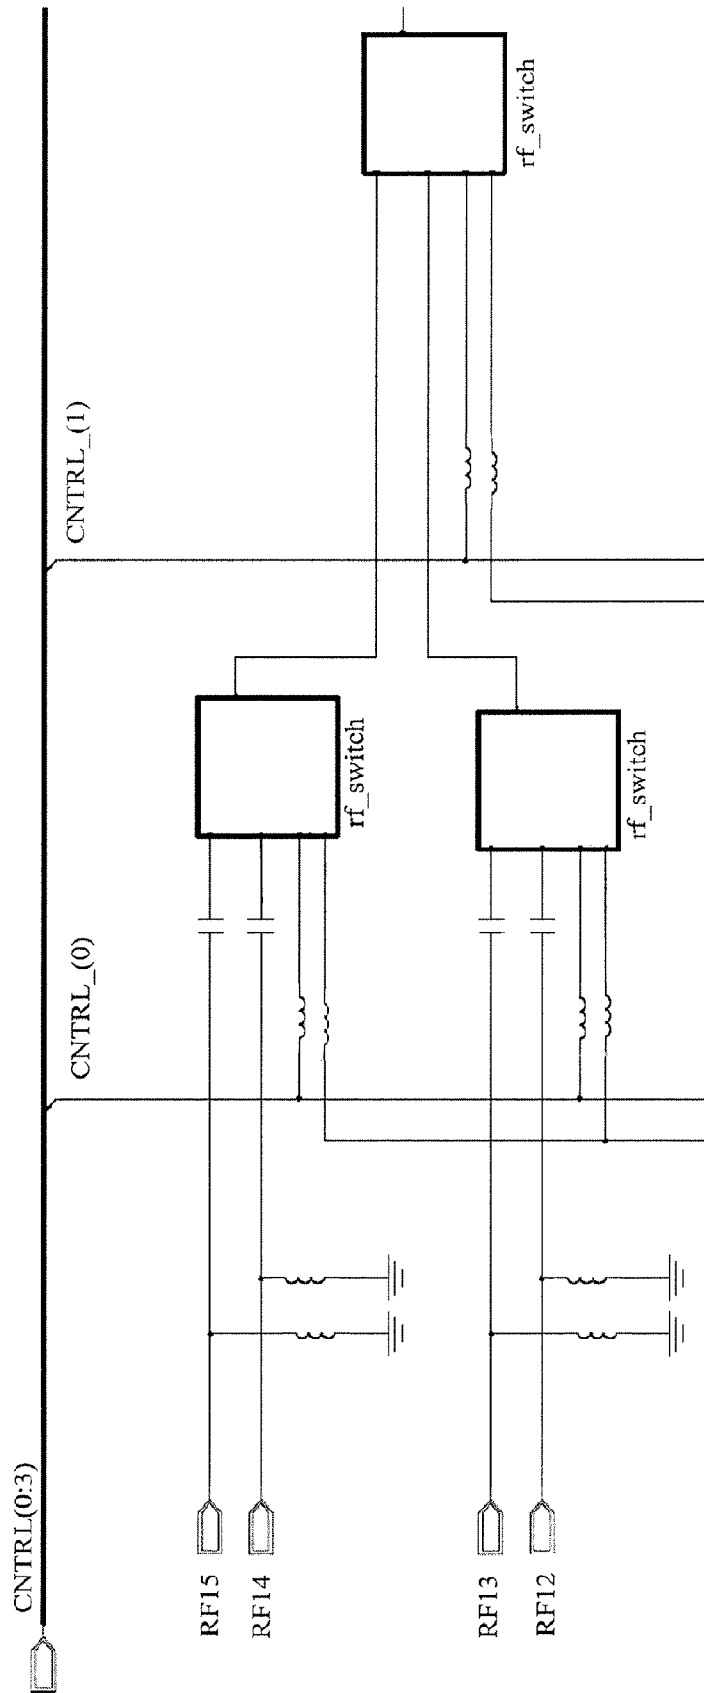 CNTRL(0:3)
CNTRL_(0)
CNTRL_(1)
RF15
RF14
rf_switch
rf_switch
RF13
RF12
rf_switch